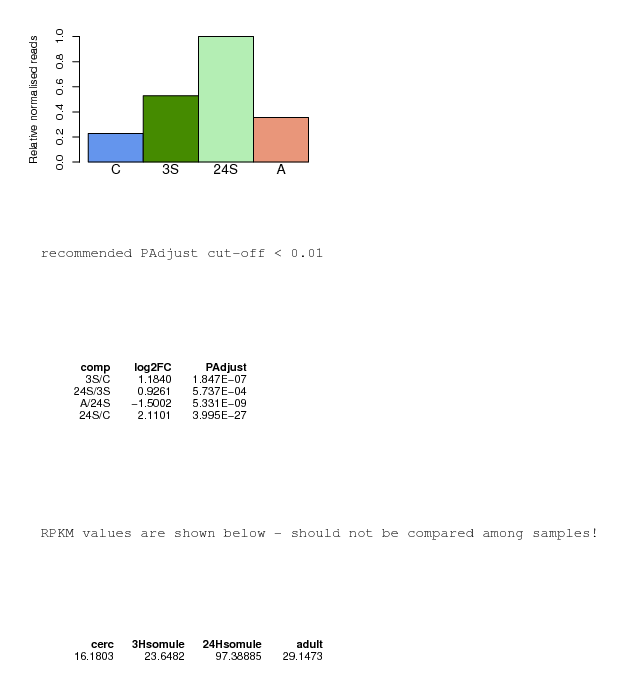 Relative normalised reads
1.0
0.8
0.6
0.4
0.2
0.0
C 3S 24S A
recommended PAdjust cut-off < 0.01
comp log2FC PAdjust
3S/C 1.1840 1.847E−07
24S/3S 0.9261 5.737E−04
A/24S −1.5002 5.331E−09
24S/C 2.1101 3.995E−27
RPKM values are shown below - should not be compared among samples!
cerc 3Hsomule 24Hsomule adult
16.1803 23.6482 97.38885 29.1473